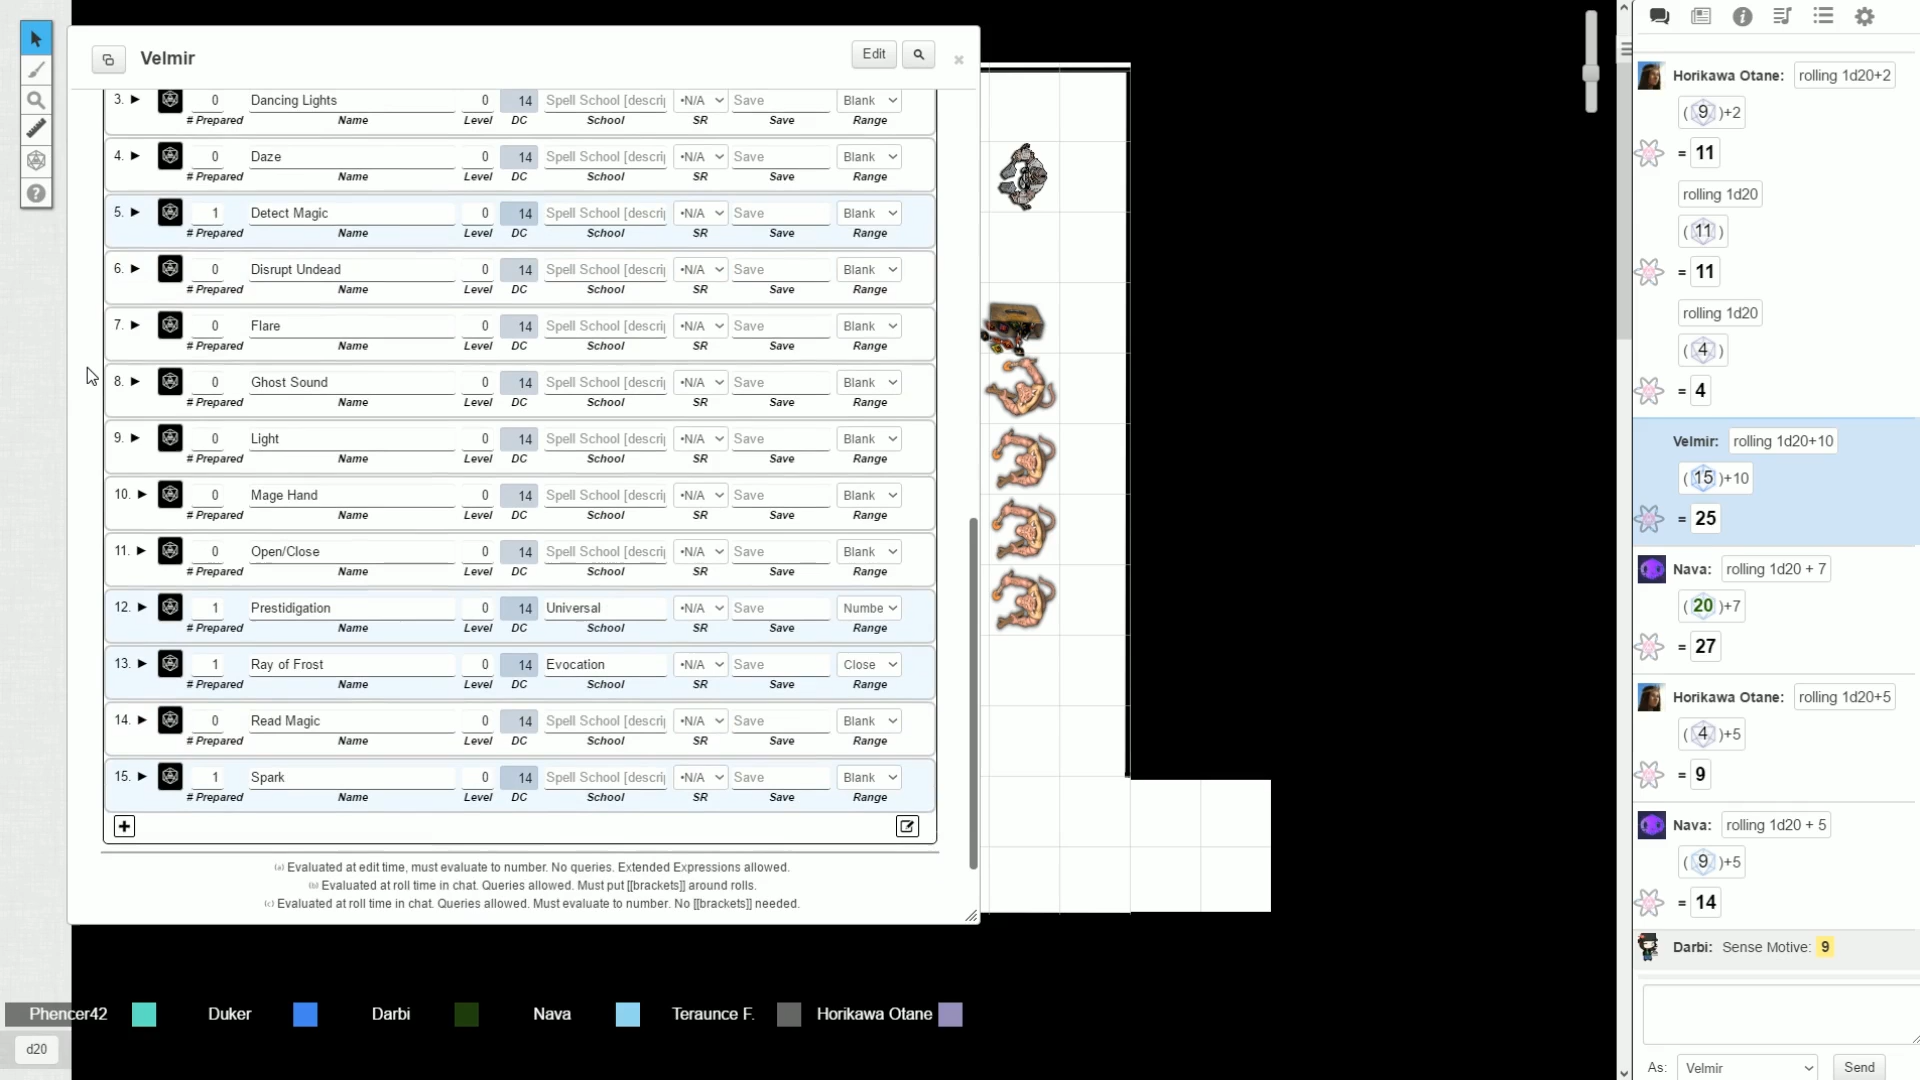 Velmir
Edit
×
3. 0 Dancing Lights 0 14 Spell School [descri •N/A Save Blank
# Prepared Name Level DC School SR Save Range
4. 0 Daze 0 14 Spell School [descri •N/A Save Blank
# Prepared Name Level DC School SR Save Range
5. 1 Detect Magic 0 14 Spell School [descri •N/A Save Blank
# Prepared Name Level DC School SR Save Range
6. 0 Disrupt Undead 0 14 Spell School [descri •N/A Save Blank
# Prepared Name Level DC School SR Save Range
7. 0 Flare 0 14 Spell School [descri •N/A Save Blank
# Prepared Name Level DC School SR Save Range
8. 0 Ghost Sound 0 14 Spell School [descri •N/A Save Blank
# Prepared Name Level DC School SR Save Range
9. 0 Light 0 14 Spell School [descri •N/A Save Blank
# Prepared Name Level DC School SR Save Range
10. 0 Mage Hand 0 14 Spell School [descri •N/A Save Blank
# Prepared Name Level DC School SR Save Range
11. 0 Open/Close 0 14 Spell School [descri •N/A Save Blank
# Prepared Name Level DC School SR Save Range
12. 1 Prestidigation 0 14 Universal •N/A Save Numbe
# Prepared Name Level DC School SR Save Range
13. 1 Ray of Frost 0 14 Evocation •N/A Save Close
# Prepared Name Level DC School SR Save Range
14. 0 Read Magic 0 14 Spell School [descri •N/A Save Blank
# Prepared Name Level DC School SR Save Range
15. 1 Spark 0 14 Spell School [descri •N/A Save Blank
# Prepared Name Level DC School SR Save Range
(a) Evaluated at edit time, must evaluate to number. No queries. Extended Expressions allowed.
(b) Evaluated at roll time in chat. Queries allowed. Must put [[brackets]] around rolls.
(c) Evaluated at roll time in chat. Queries allowed. Must evaluate to number. No [[brackets]] needed.
Phencer42 Duker Darbi Nava Teraunce F. Horikawa Otane
d20
Horikawa Otane: rolling 1d20+2
(9)+2
= 11
rolling 1d20
(11)
= 11
rolling 1d20
(4)
= 4
Velmir: rolling 1d20+10
(15)+10
= 25
Nava: rolling 1d20 + 7
(20)+7
= 27
Horikawa Otane: rolling 1d20+5
(4)+5
= 9
Nava: rolling 1d20 + 5
(9)+5
= 14
Darbi: Sense Motive: 9
As: Velmir Send